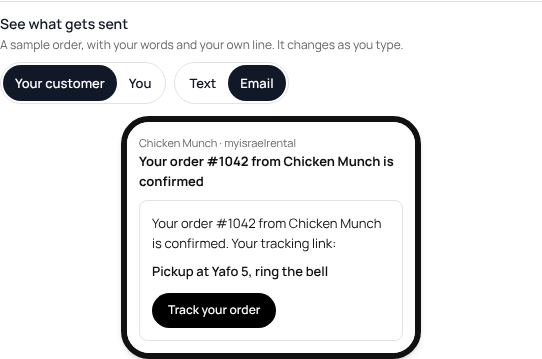 See what gets sent
A sample order, with your words and your own line. It changes as you type.
Your customer You Text Email
Chicken Munch · myisraelrental
Your order #1042 from Chicken Munch is
confirmed
Your order #1042 from Chicken Munch
is confirmed. Your tracking link:
Pickup at Yafo 5, ring the bell
Track your order